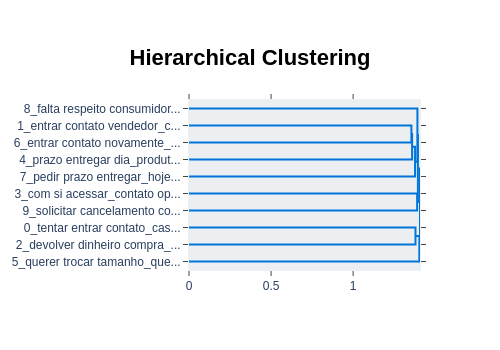 Hierarchical Clustering
8_falta respeito consumidor...
1_entrar contato vendedor_c...
6_entrar contato novamente_...
4_prazo entregar dia_produt...
7_pedir prazo entregar_hoje...
3_com si acessar_contato op...
9_solicitar cancelamento co...
0_tentar entrar contato_cas...
2_devolver dinheiro compra_...
5_querer trocar tamanho_que...
0 0.5 1